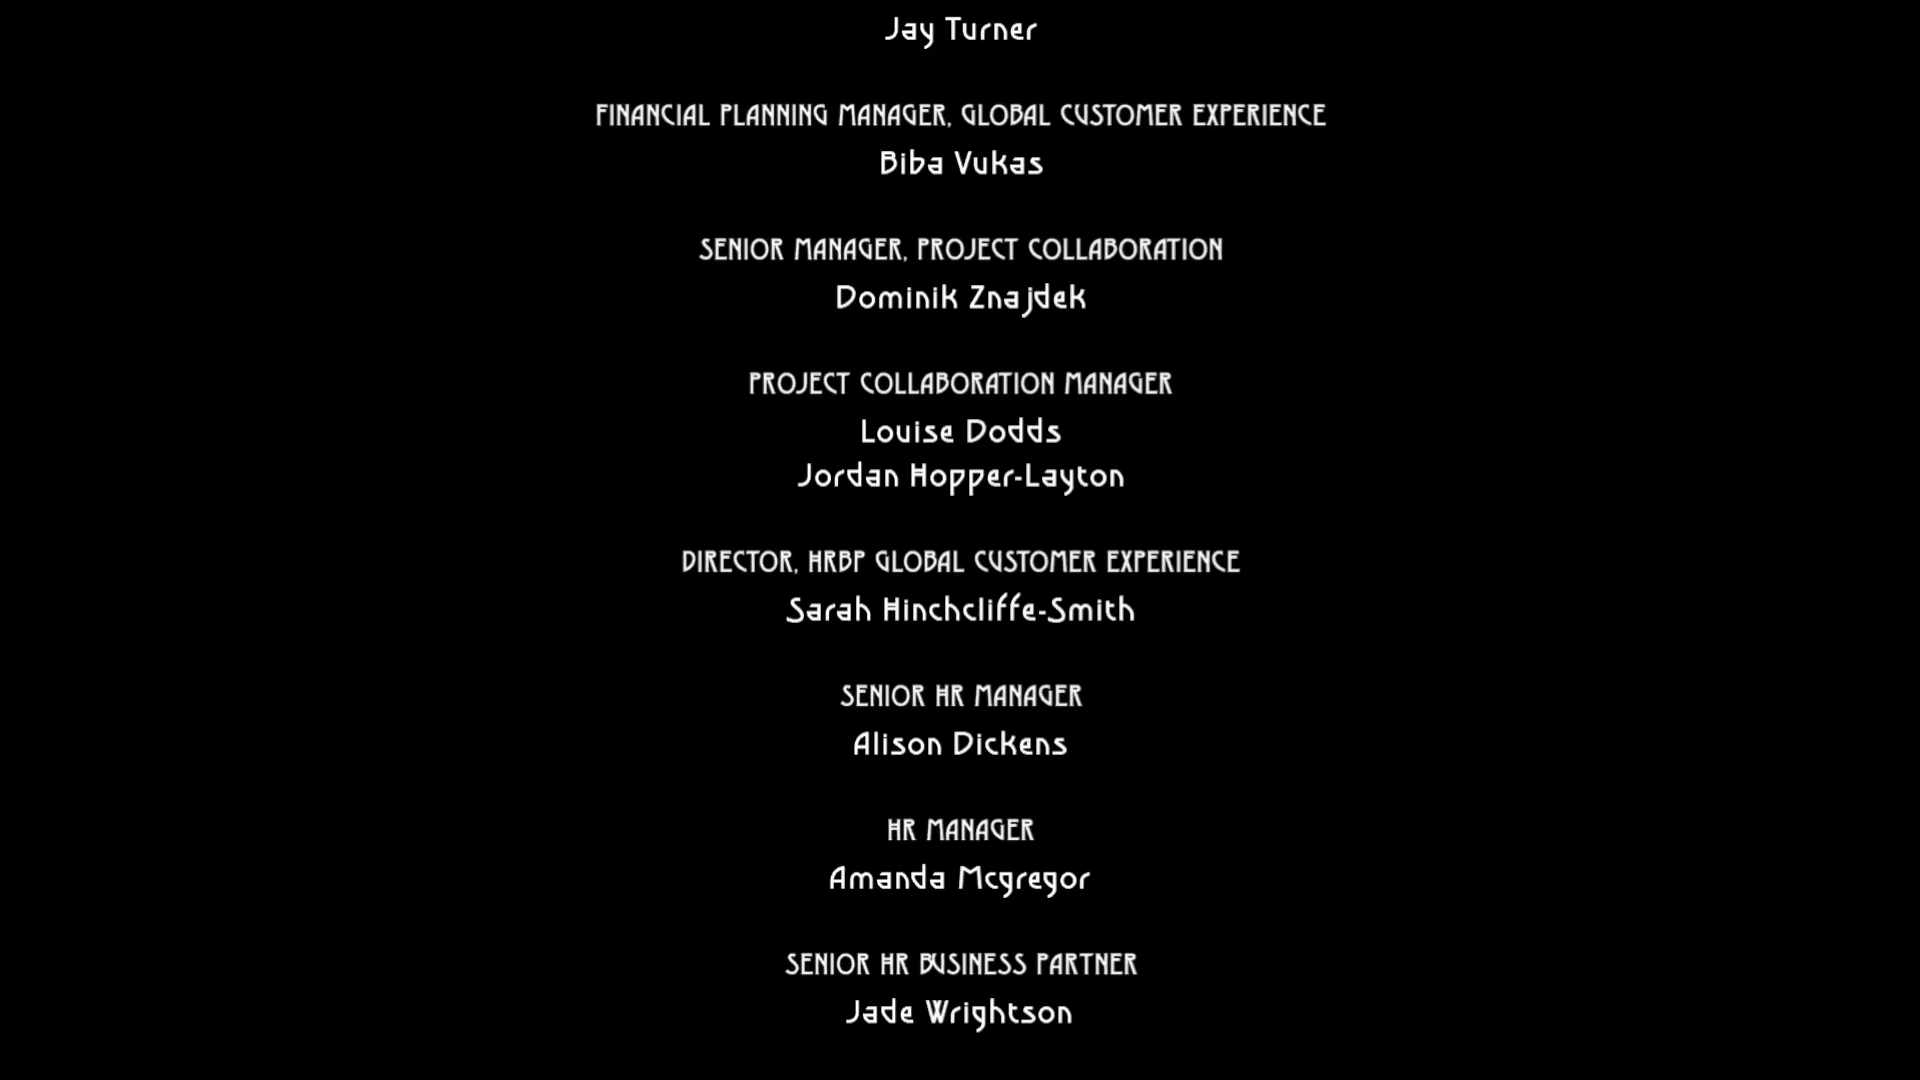 Jay Turner
FINANCIAL PLANNING MANAGER, GLOBAL CUSTOMER EXPERIENCE
Biba Vukas
SENIOR MANAGER, PROJECT COLLABORATION
Dominik Znajdek
PROJECT COLLABORATION MANAGER
Louise Dodds
Jordan Hopper-Layton
DIRECTOR, HRBP GLOBAL CUSTOMER EXPERIENCE
Sarah Hinchcliffe-Smith
SENIOR HR MANAGER
Alison Dickens
HR MANAGER
Amanda Mcgregor
SENIOR HR BUSINESS PARTNER
Jade Wrightson